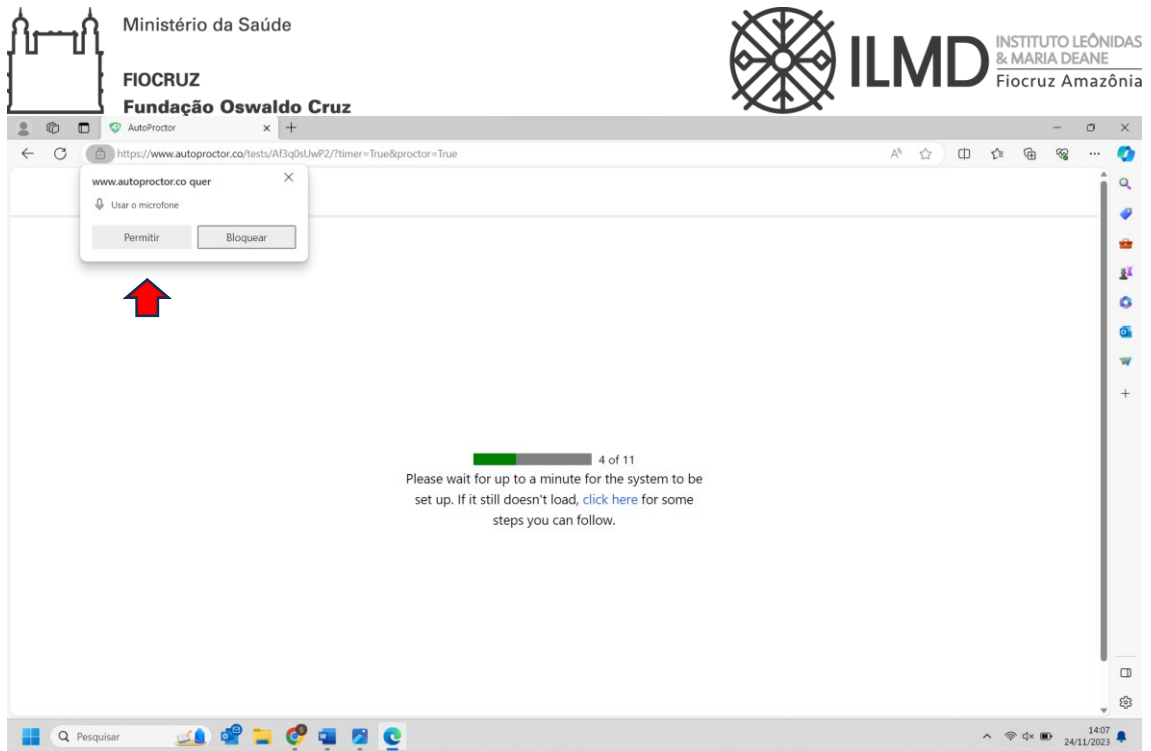 Ministério da Saúde
FIOCRUZ
Fundação Oswaldo Cruz
ILMD
INSTITUTO LEÔNIDAS
& MARIA DEANE
Fiocruz Amazônia
AutoProctor
https://www.autoproctor.co/tests/Af3q0sUwP2/?timer=True&proctor=True
www.autoproctor.co quer
Usar o microfone
Permitir
Bloquear
4 of 11
Please wait for up to a minute for the system to be
set up. If it still doesn't load, click here for some
steps you can follow.
Pesquisar
14:07
24/11/2023